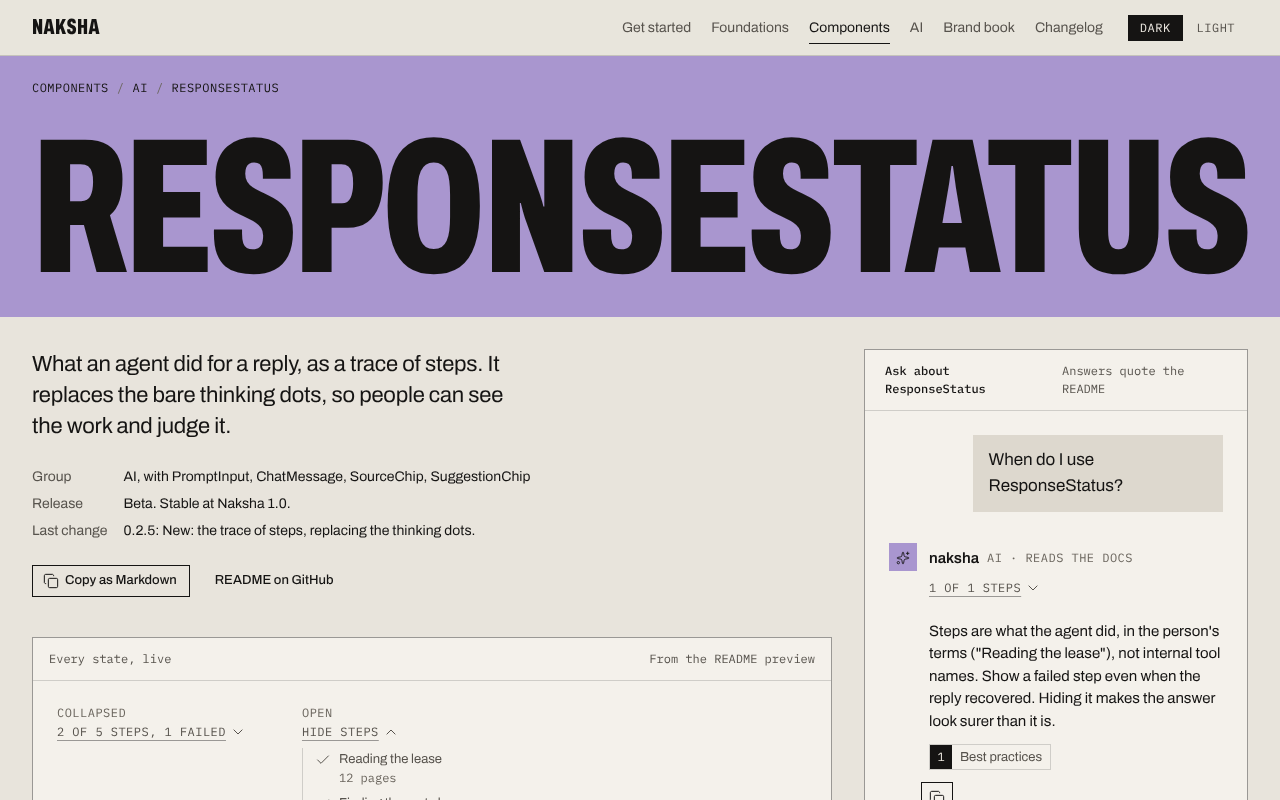 NAKSHA
Get started
Foundations
Components
AI
Brand book
Changelog
DARK
LIGHT
COMPONENTS / AI / RESPONSESTATUS
RESPONSESTATUS
What an agent did for a reply, as a trace of steps. It
replaces the bare thinking dots, so people can see
the work and judge it.
Group AI, with PromptInput, ChatMessage, SourceChip, SuggestionChip
Release Beta. Stable at Naksha 1.0.
Last change 0.2.5: New: the trace of steps, replacing the thinking dots.
Copy as Markdown
README on GitHub
Every state, live
From the README preview
COLLAPSED
2 OF 5 STEPS, 1 FAILED
OPEN
HIDE STEPS
Reading the lease
12 pages
Ask about
ResponseStatus
Answers quote the
README
When do I use
ResponseStatus?
naksha AI · READS THE DOCS
1 OF 1 STEPS
Steps are what the agent did, in the person's
terms ("Reading the lease"), not internal tool
names. Show a failed step even when the
reply recovered. Hiding it makes the answer
look surer than it is.
1 Best practices